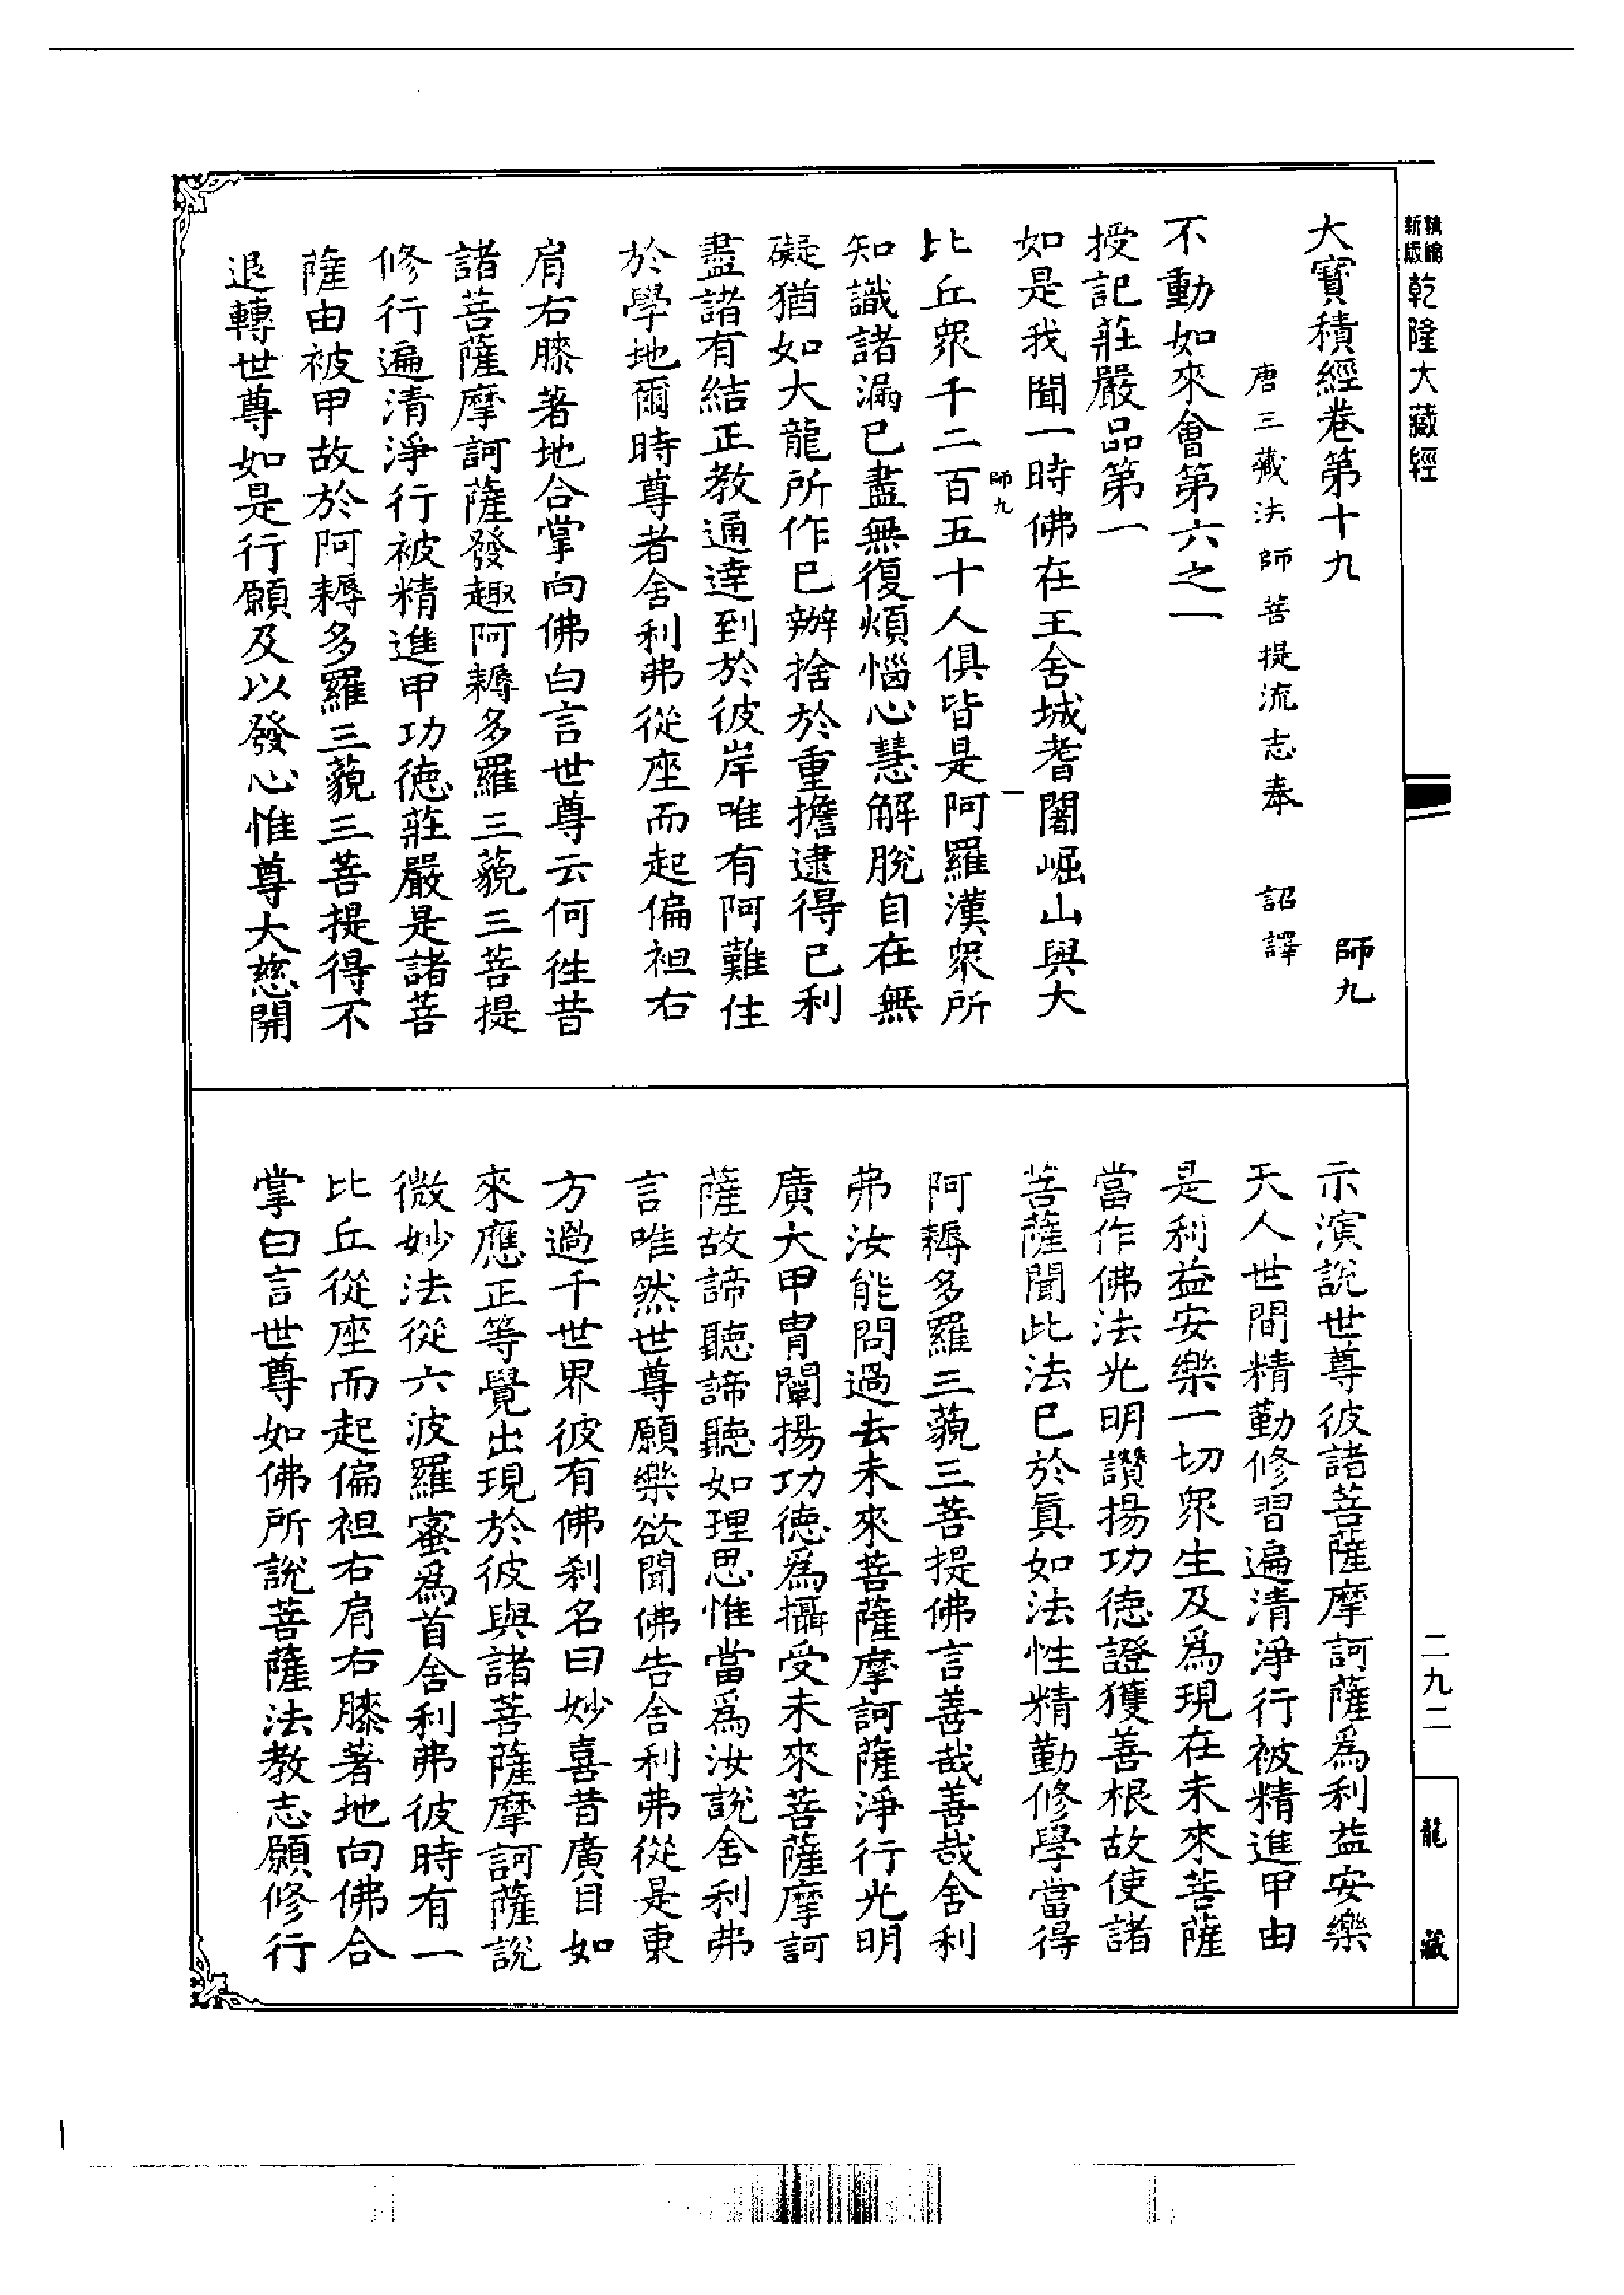 新編
新版
乾隆大藏經
大寶積經卷第十九 師九
唐三藏法師菩提流志奉 詔譯
不動如來會第六之一
授記莊嚴品第一
如是我聞一時佛在王舍城耆闍崛山與大
師九 一
比丘衆千二百五十人俱皆是阿羅漢衆所
知識諸漏已盡無復煩惱心慧解脫自在無
礙猶如大龍所作已辦捨於重擔逮得已利
盡諸有結正教通達到於彼岸唯有阿難住
於學地爾時尊者舍利弗從座而起偏袒右
肩右膝著地合掌向佛白言世尊云何徃昔
諸菩薩摩訶薩發趣阿耨多羅三藐三菩提
修行遍清淨行被精進甲功德莊嚴是諸菩
薩由被甲故於阿耨多羅三藐三菩提得不
退轉世尊如是行願及以發心惟尊大慈開
示演說世尊彼諸菩薩摩訶薩爲利益安樂
天人世間精勤修習遍清淨行被精進甲由
是利益安樂一切衆生及爲現在未來菩薩
當作佛法光明讚揚功德證獲善根故使諸
菩薩聞此法已於眞如法性精勤修學當得
阿耨多羅三藐三菩提佛言善哉善哉舍利
弗汝能問過去未來菩薩摩訶薩淨行光明
廣大甲冑闡揚功德爲攝受未來菩薩摩訶
薩故諦聽諦聽如理思惟當爲汝說舍利弗
言唯然世尊願樂欲聞佛告舍利弗從是東
方過千世界彼有佛剎名曰妙喜昔廣目如
來應正等覺出現於彼與諸菩薩摩訶薩說
微妙法從六波羅蜜爲首舍利弗彼時有一
比丘從座而起偏袒右肩右膝著地向佛合
掌白言世尊如佛所說菩薩法教志願修行
二九二
龍藏